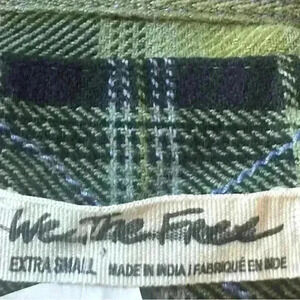 We The Free
EXTRA SMALL MADE IN INDIA / FABRIQUÉ EN INDE